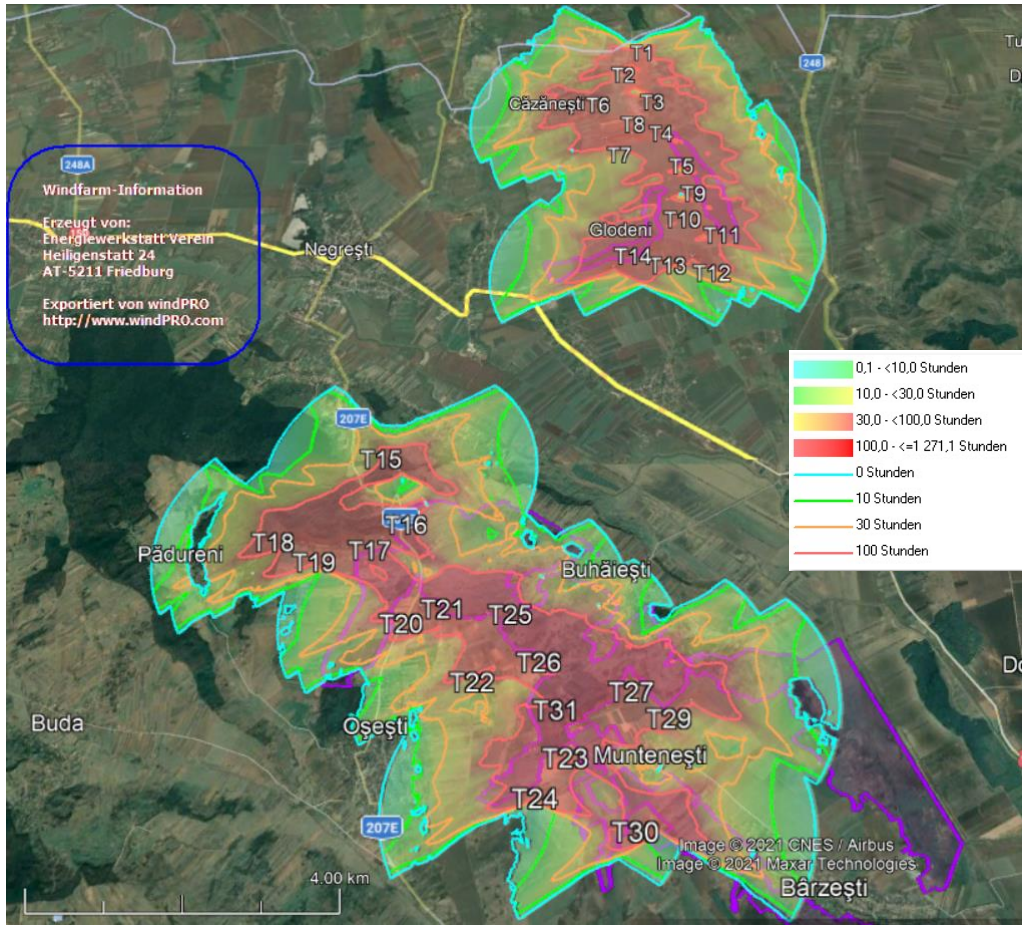 Tu
D
248
T1
T2
Căzănești
T6
T3
T8
T4
T7
T5
T9
Glodeni
T10
T11
T14
T13
T12
248A
Windfarm-Information
Erzeugt von:
Energiewerkstatt Verein
Heiligenstatt 24
AT-5211 Friedburg
Exportiert von windPRO
http://www.windPRO.com
Negrești
0,1 - <10,0 Stunden
10,0 - <30,0 Stunden
30,0 - <100,0 Stunden
100,0 - <=1 271,1 Stunden
0 Stunden
10 Stunden
30 Stunden
100 Stunden
207E
T15
T16
T18
T17
T19
Pădureni
Buhăiești
T21
T25
T20
T26
T22
T27
Do
T31
T29
Buda
Oșești
T23
Muntenești
T24
207E
T30
Image © 2021 CNES / Airbus
Image © 2021 Maxar Technologies
4.00 km
Bârzești